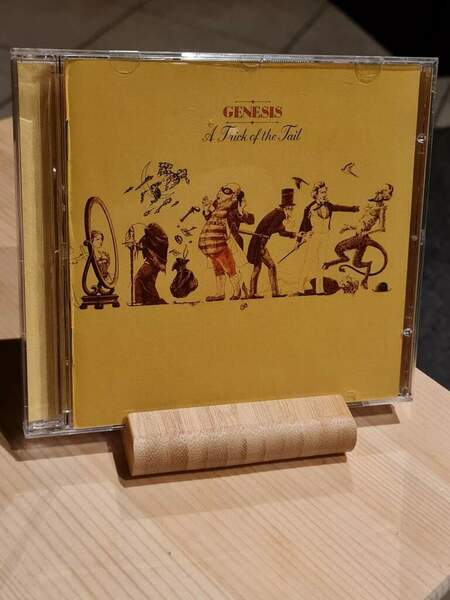 GENESIS
A Trick of the Tail